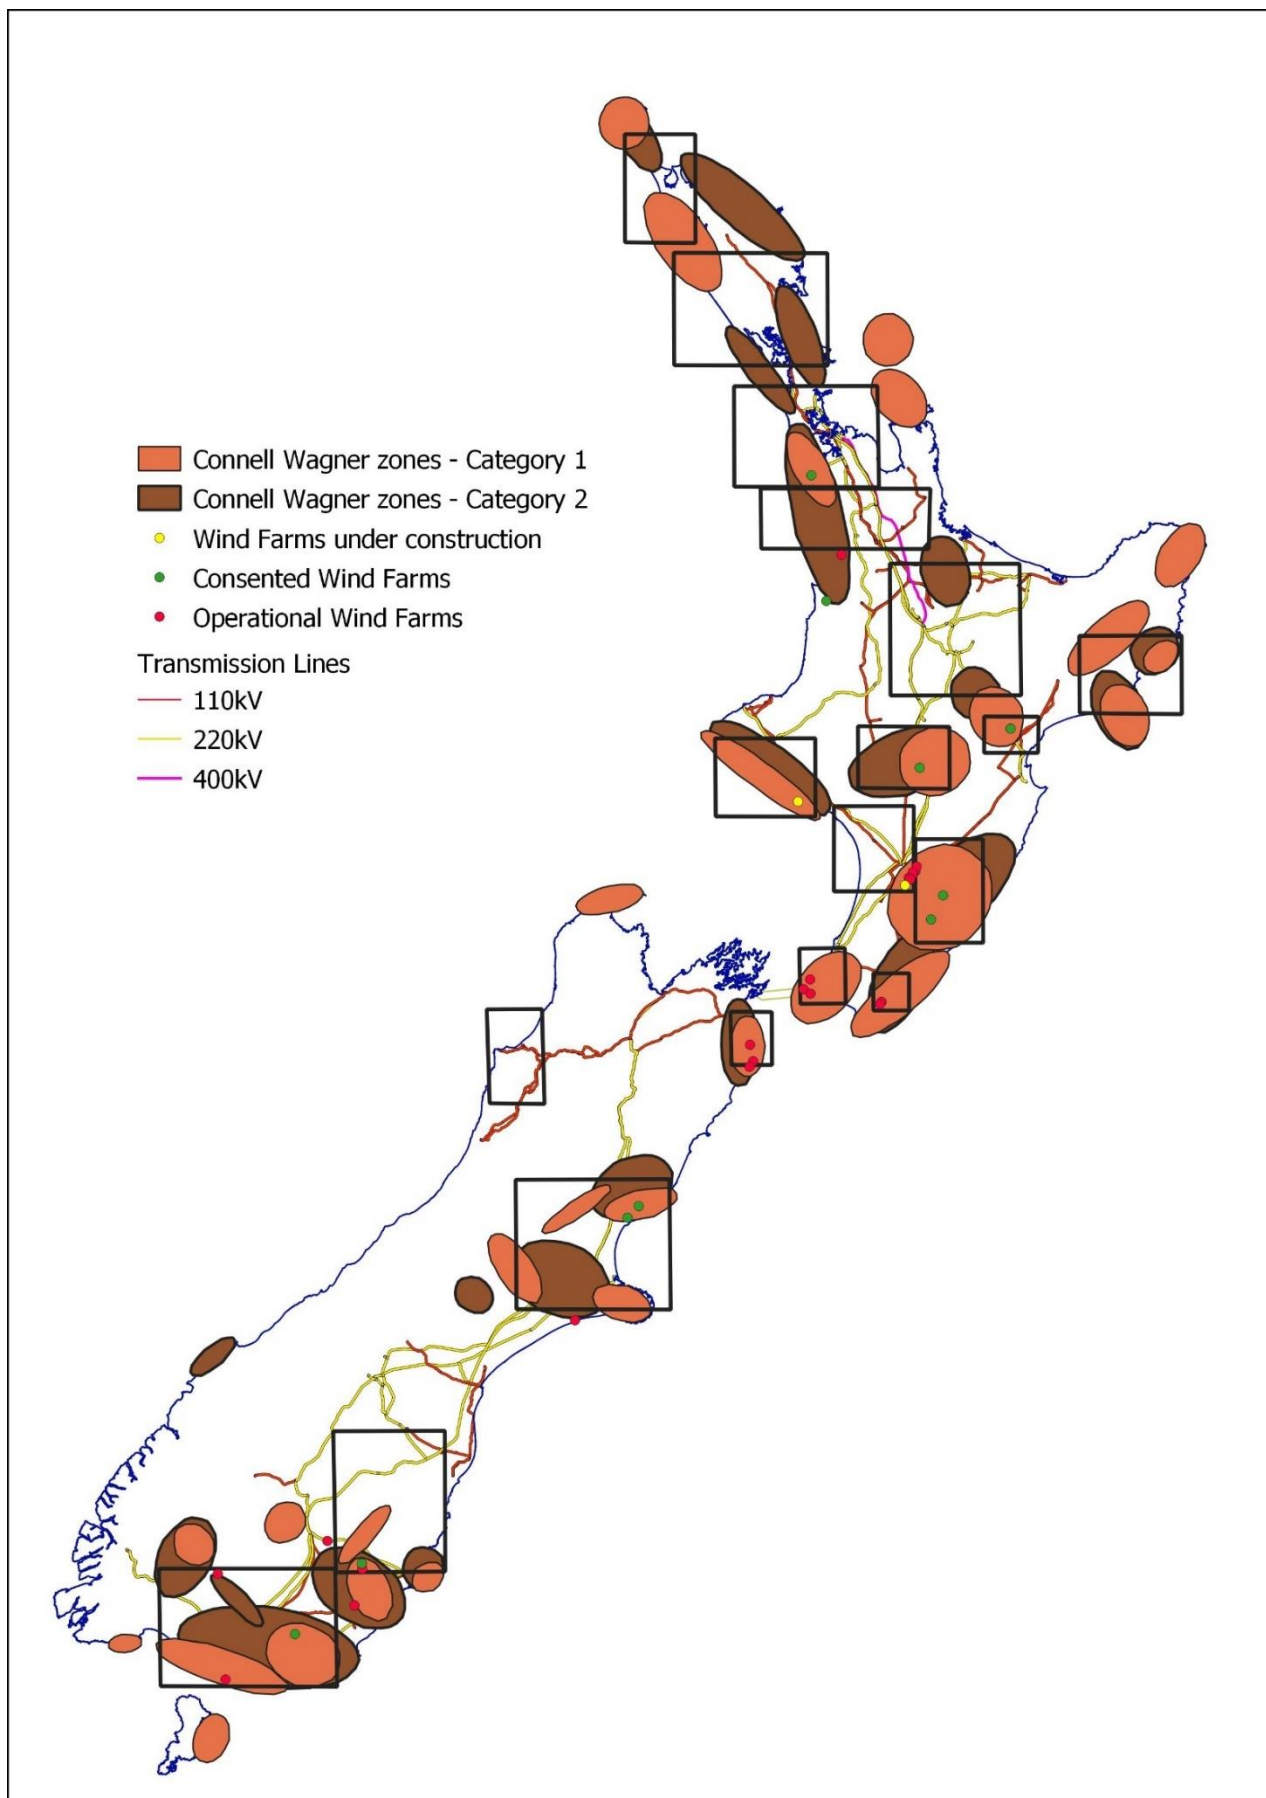 Connell Wagner zones - Category 1
Connell Wagner zones - Category 2
Wind Farms under construction
Consented Wind Farms
Operational Wind Farms
Transmission Lines
110kV
220kV
400kV